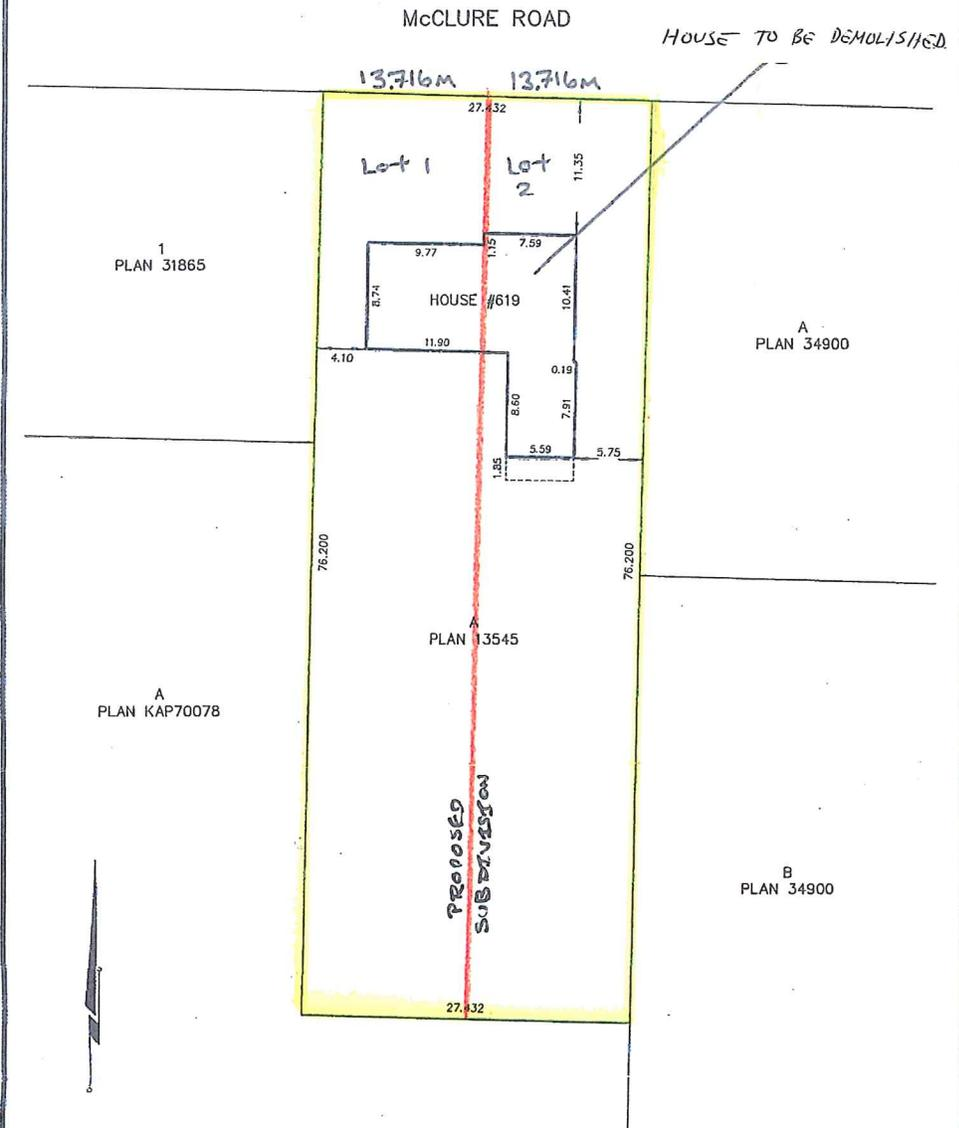 McCLURE ROAD
HOUSE TO BE DEMOLISHED
13.716M 13.716M
27.432
Lot 1
Lot
2
11.35
1
PLAN 31865
9.77
1.15
7.59
8.74
HOUSE #619
10.41
A
PLAN 34900
4.10
11.90
0.19
8.60
7.91
5.59
5.75
1.85
76.200
76.200
A
PLAN 13545
A
PLAN KAP70078
PROPOSED
SUBDIVISION
B
PLAN 34900
27.432